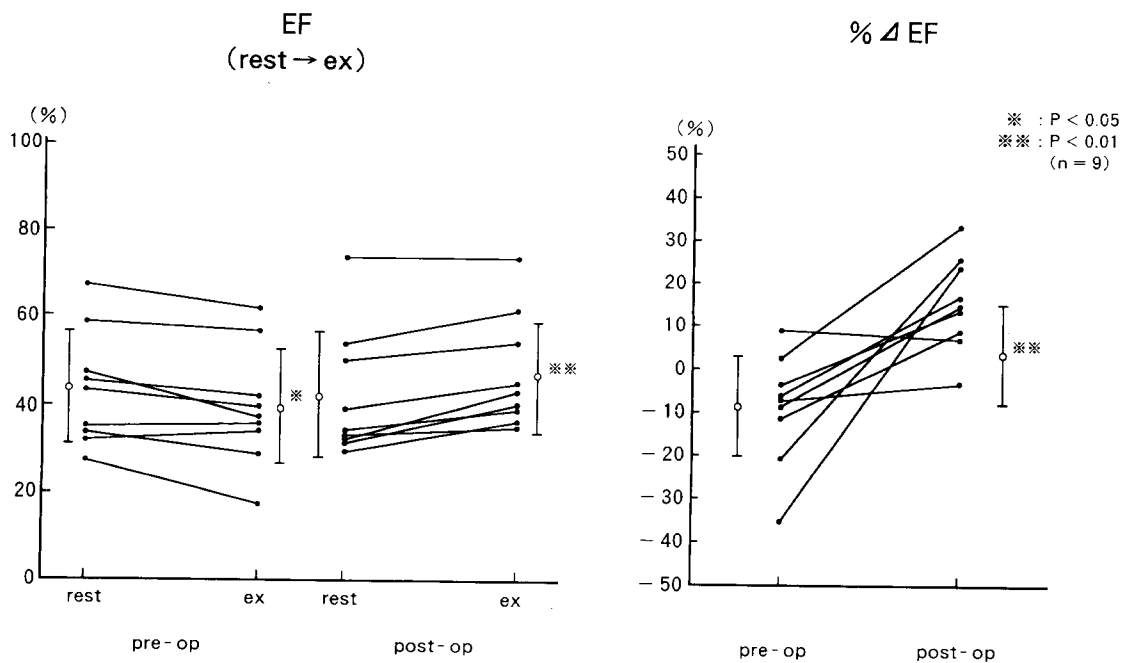 EF
(rest → ex)
(%)
100
80
60
40
20
0
※
※※
rest
ex
rest
ex
pre-op
post-op
% ⊿ EF
※ : P < 0.05
※※ : P < 0.01
(n = 9)
(%)
50
40
30
20
10
0
−10
−20
−30
−40
−50
※※
pre-op
post-op